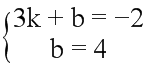 3k + b = −2
b = 4